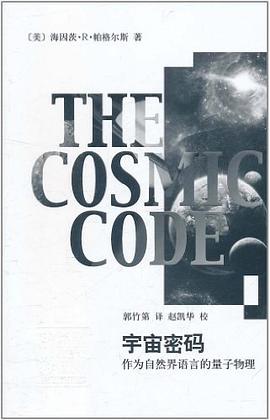 〔美〕海因茨·R·帕格尔斯 著
THE
COSMIC
CODE
郭竹第 译 赵凯华 校
宇宙密码
作为自然界语言的量子物理